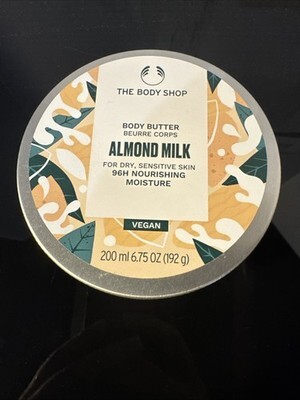 THE BODY SHOP
BODY BUTTER
BEURRE CORPS
ALMOND MILK
FOR DRY, SENSITIVE SKIN
96H NOURISHING
MOISTURE
VEGAN
200 ml 6.75 OZ (192 g)